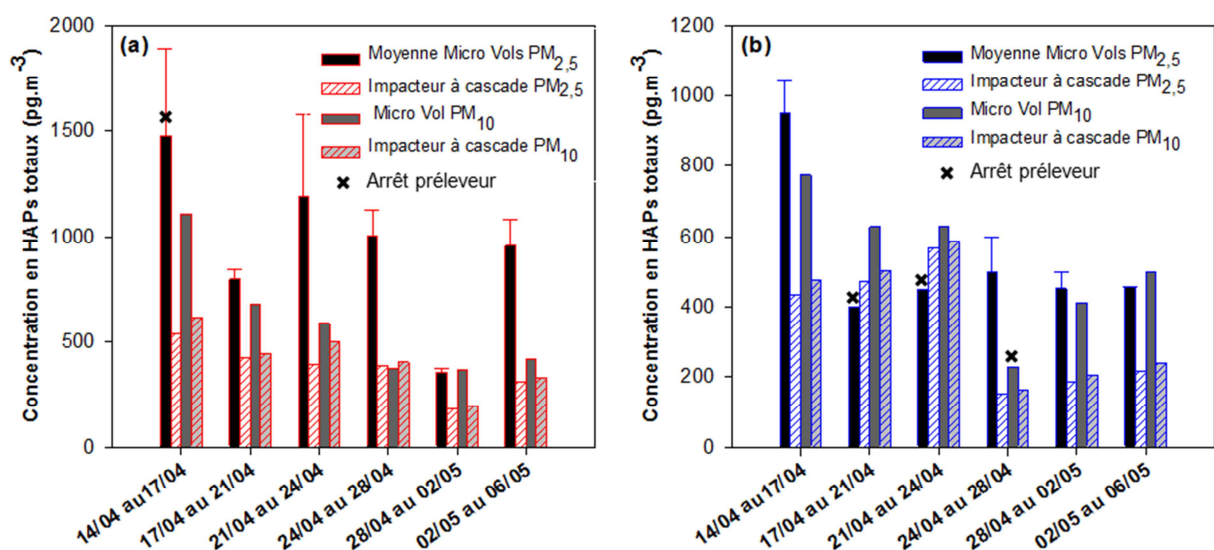 Concentration en HAPs totaux (pg.m-3)
2000
1500
1000
500
0
(a)
Moyenne Micro Vols PM2,5
Impacteur à cascade PM2,5
Micro Vol PM10
Impacteur à cascade PM10
Arrêt préleveur
14/04 au 17/04
17/04 au 21/04
21/04 au 24/04
24/04 au 28/04
28/04 au 02/05
02/05 au 06/05
Concentration en HAPs totaux (pg.m-3)
1200
1000
800
600
400
200
0
(b)
Moyenne Micro Vols PM2,5
Impacteur à cascade PM2,5
Micro Vol PM10
Impacteur à cascade PM10
Arrêt préleveur
14/04 au 17/04
17/04 au 21/04
21/04 au 24/04
24/04 au 28/04
28/04 au 02/05
02/05 au 06/05